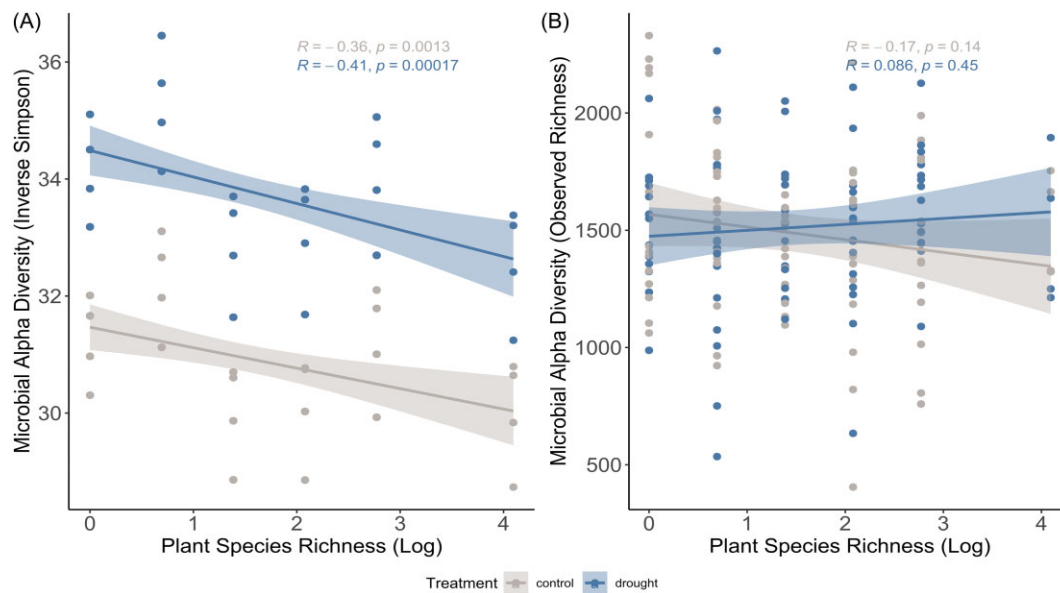 (A)
R = − 0.36, p = 0.0013
R = − 0.41, p = 0.00017
Microbial Alpha Diversity (Inverse Simpson)
36
34
32
30
0 1 2 3 4
Plant Species Richness (Log)
(B)
R = − 0.17, p = 0.14
R = 0.086, p = 0.45
Microbial Alpha Diversity (Observed Richness)
2000
1500
1000
500
0 1 2 3 4
Plant Species Richness (Log)
Treatment control drought